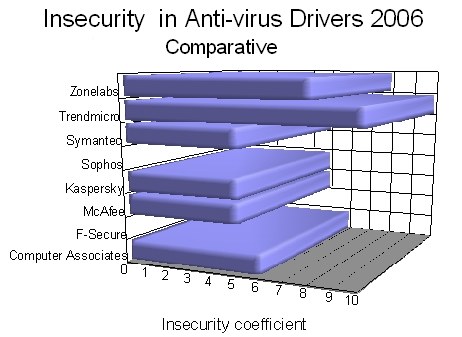 Insecurity in Anti-virus Drivers 2006
Comparative
Zonelabs
Trendmicro
Symantec
Sophos
Kaspersky
McAfee
F-Secure
Computer Associates
0 1 2 3 4 5 6 7 8 9 10
Insecurity coefficient